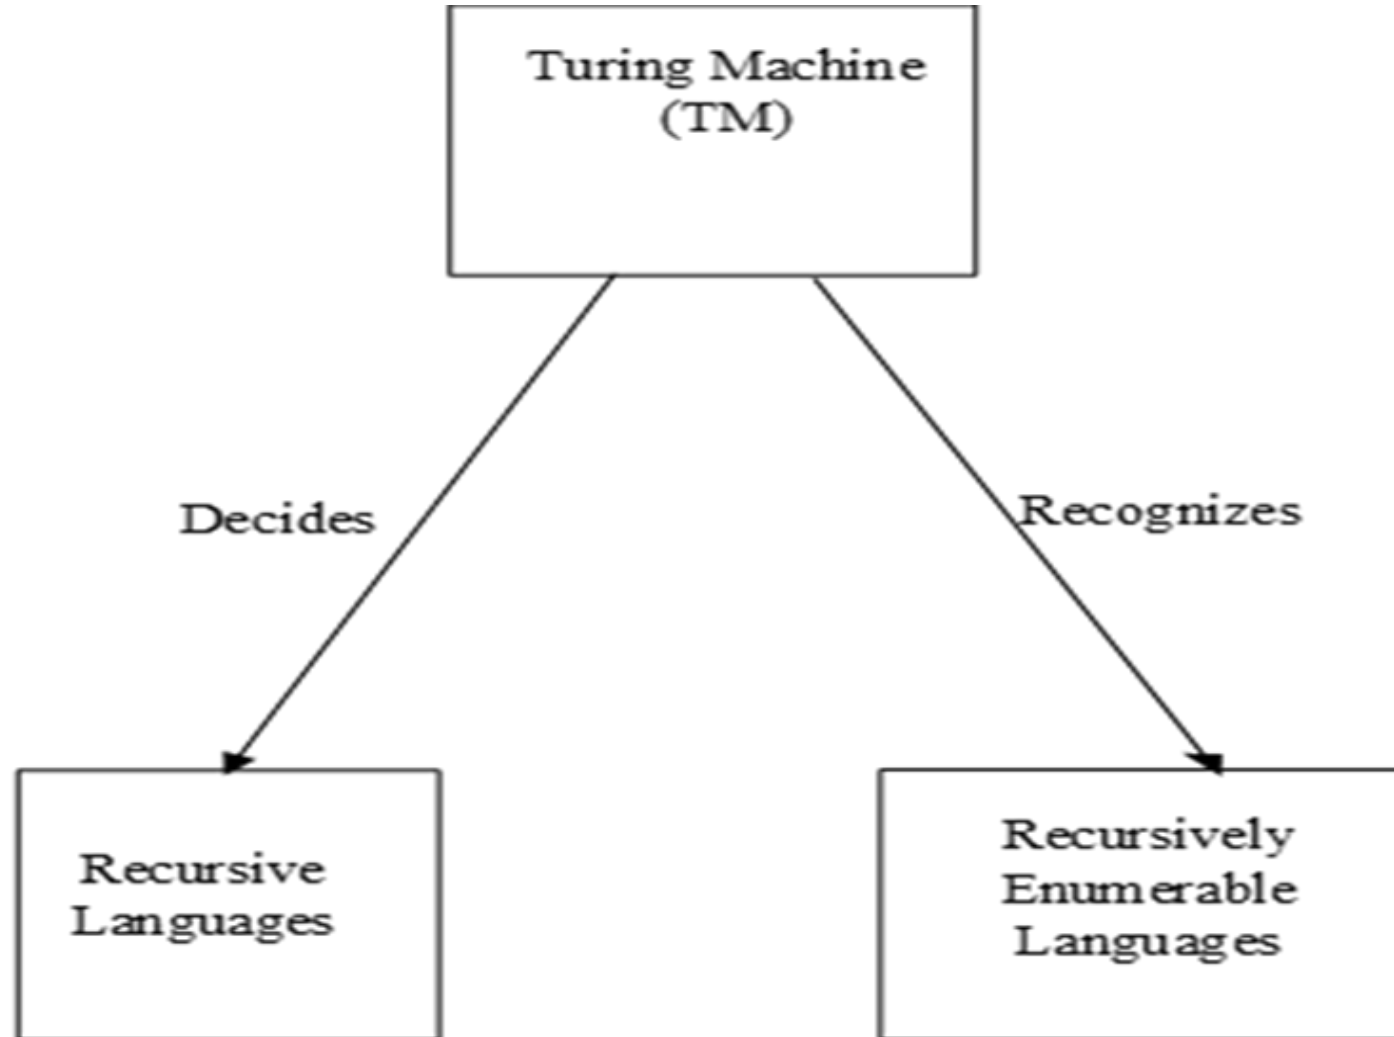 Turing Machine
(TM)
Decides
Recognizes
Recursive
Languages
Recursively
Enumerable
Languages